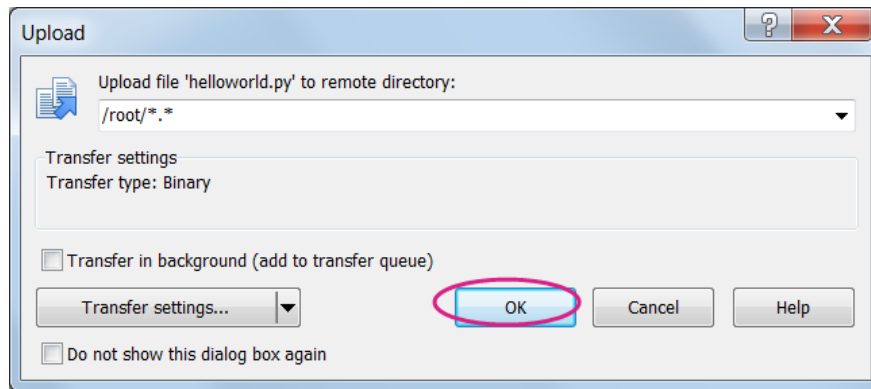 Upload
Upload file 'helloworld.py' to remote directory:
/root/*.*
Transfer settings
Transfer type: Binary
Transfer in background (add to transfer queue)
Transfer settings...
OK
Cancel
Help
Do not show this dialog box again